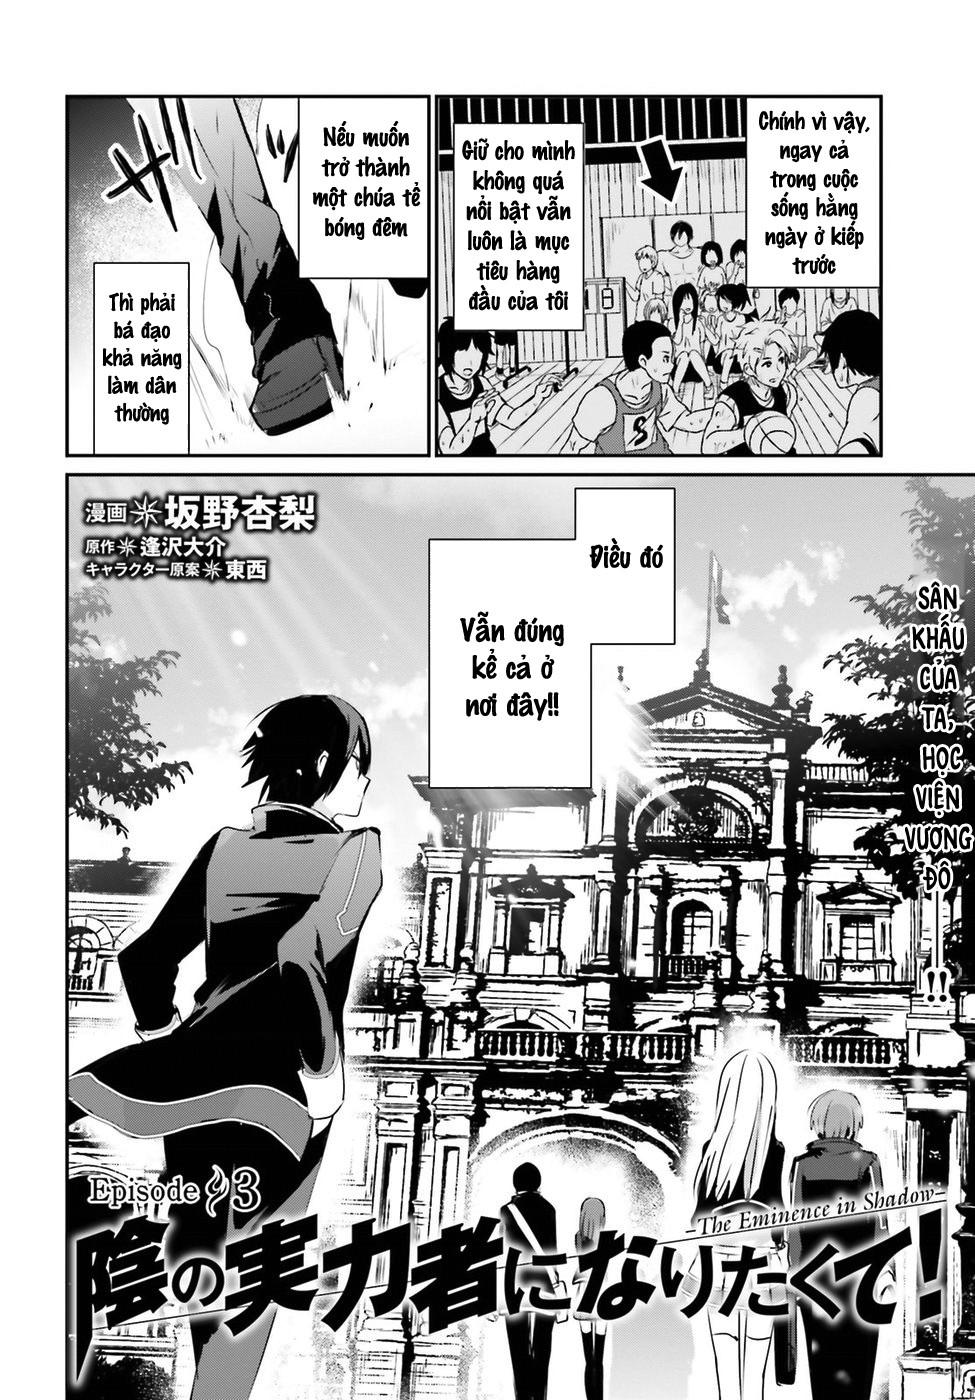 Chính vì vậy,
ngay cả
trong cuộc
sống hằng
ngày ở kiếp
trước
Giữ cho mình
không quá
nổi bật vẫn
luôn là mục
tiêu hàng
đầu của tôi
S
Nếu muốn
trở thành
một chúa tể
bóng đêm
Thì phải
bá đạo
khả năng
làm dân
thường
漫画 坂野杏梨
原作 逢沢大介
キャラクター原案 東西
Điều đó
Vẫn đúng
kể cả ở
nơi đây!!
SÂN
KHẤU
CỦA
TA,
HỌC
VIỆN
VƯƠNG
ĐÔ
!!
Episode 3
–The Eminence in Shadow–
陰の実力者になりたくて!